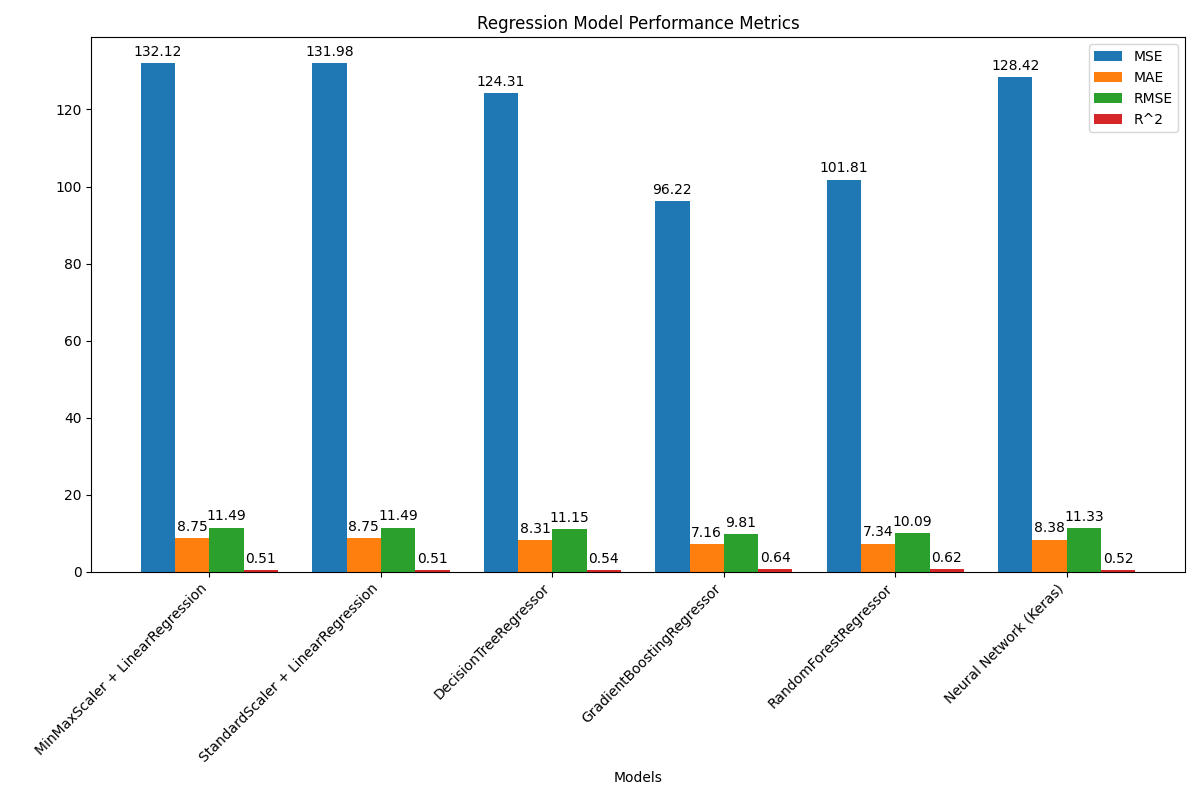 Regression Model Performance Metrics
132.12
131.98
124.31
96.22
101.81
128.42
MSE
MAE
RMSE
R^2
120
100
80
60
40
20
0
8.75
11.49
0.51
8.75
11.49
0.51
8.31
11.15
0.54
7.16
9.81
0.64
7.34
10.09
0.62
8.38
11.33
0.52
MinMaxScaler + LinearRegression
StandardScaler + LinearRegression
DecisionTreeRegressor
GradientBoostingRegressor
RandomForestRegressor
Neural Network (Keras)
Models